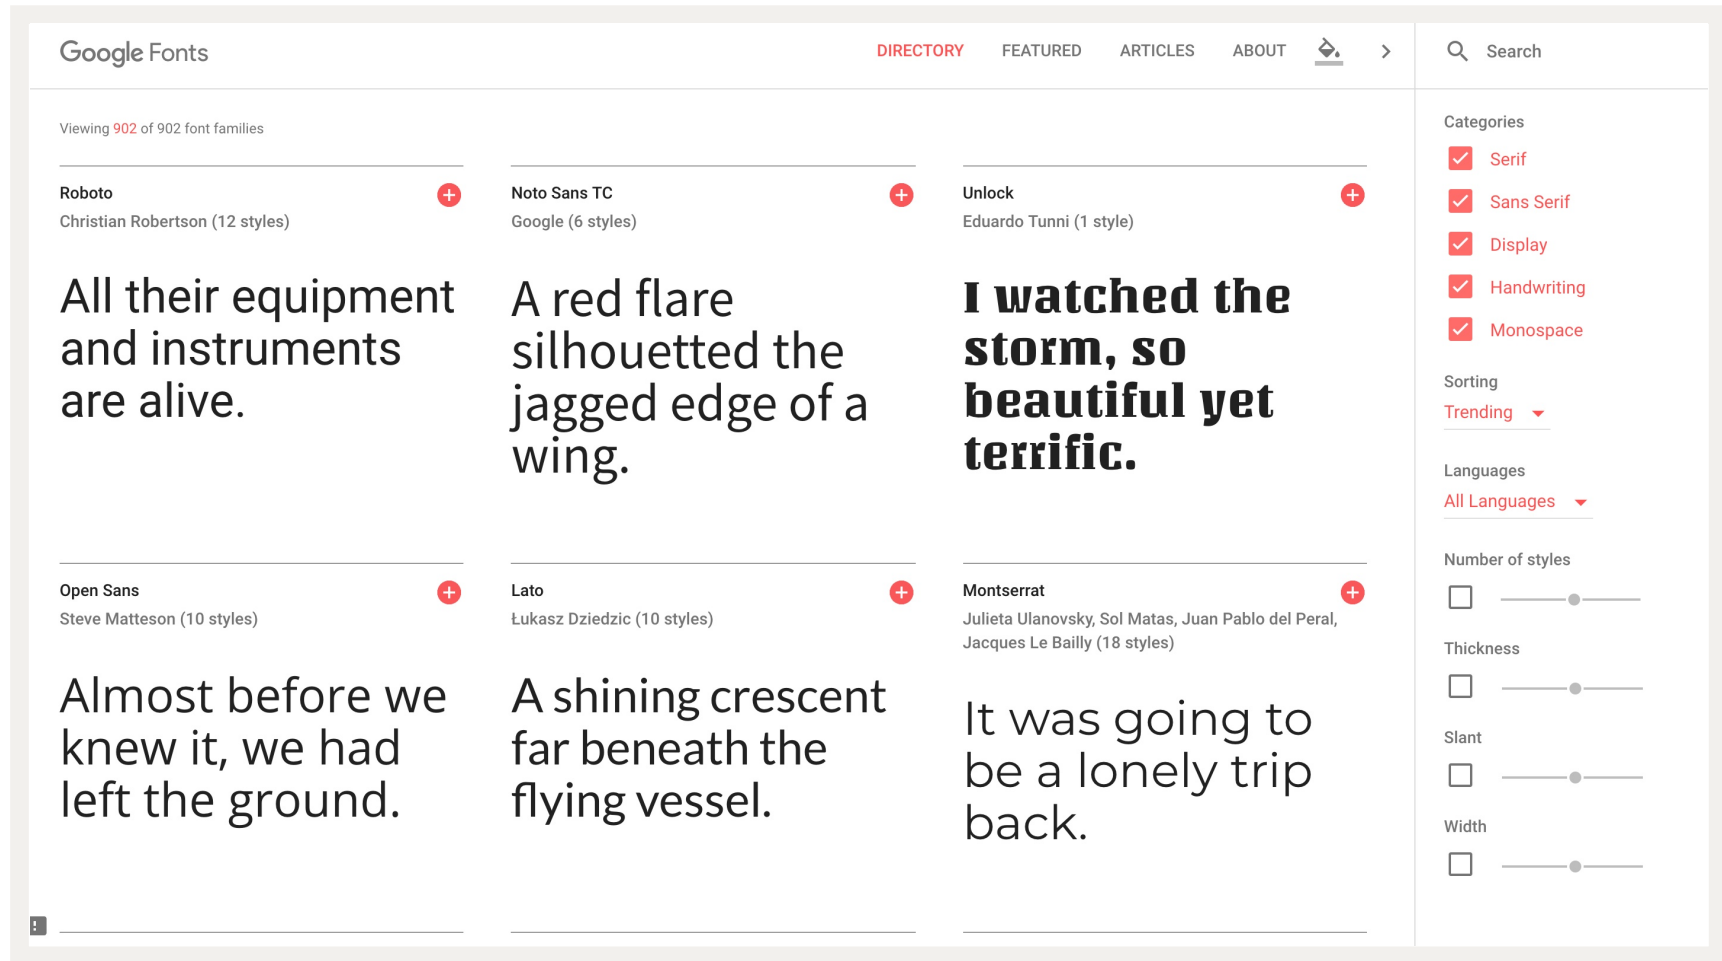 Google Fonts
DIRECTORY
FEATURED
ARTICLES
ABOUT
Search
Viewing 902 of 902 font families
Roboto
Christian Robertson (12 styles)
All their equipment
and instruments
are alive.
Noto Sans TC
Google (6 styles)
A red flare
silhouetted the
jagged edge of a
wing.
Unlock
Eduardo Tunni (1 style)
I watched the
storm, so
beautiful yet
terrific.
Open Sans
Steve Matteson (10 styles)
Almost before we
knew it, we had
left the ground.
Lato
Łukasz Dziedzic (10 styles)
A shining crescent
far beneath the
flying vessel.
Montserrat
Julieta Ulanovsky, Sol Matas, Juan Pablo del Peral,
Jacques Le Bailly (18 styles)
It was going to
be a lonely trip
back.
Categories
Serif
Sans Serif
Display
Handwriting
Monospace
Sorting
Trending
Languages
All Languages
Number of styles
Thickness
Slant
Width